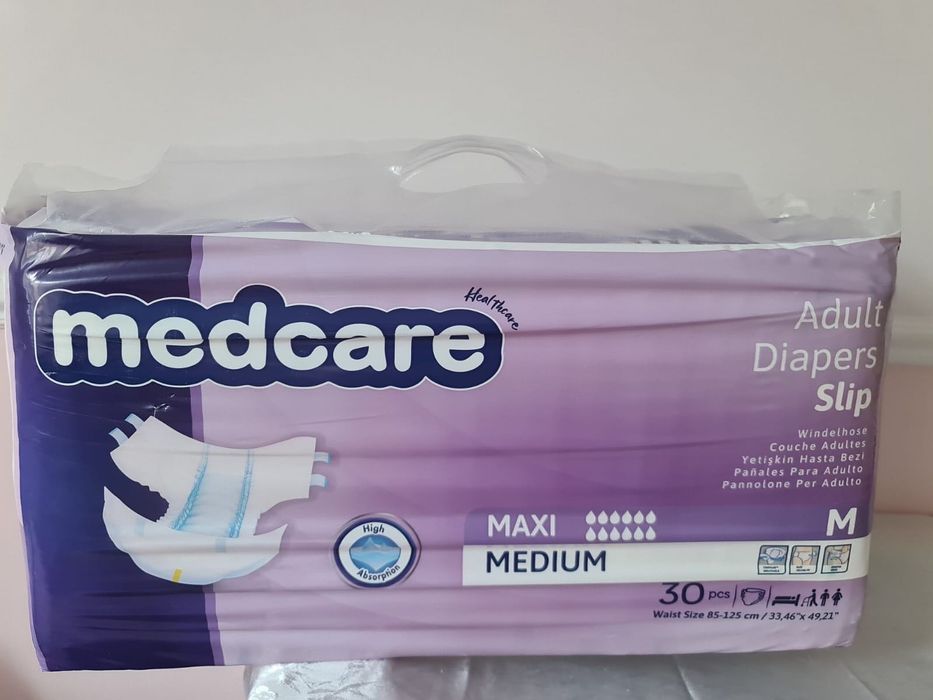 medcare
Healthcare
Adult
Diapers
Slip
Windelhose
Couche Adultes
Yetişkin Hasta Bezi
Pañales Para Adulto
Pannolone Per Adulto
High
Absorption
MAXI
M
MEDIUM
30 pcs
Waist Size 85-125 cm / 33,46"x 49,21"